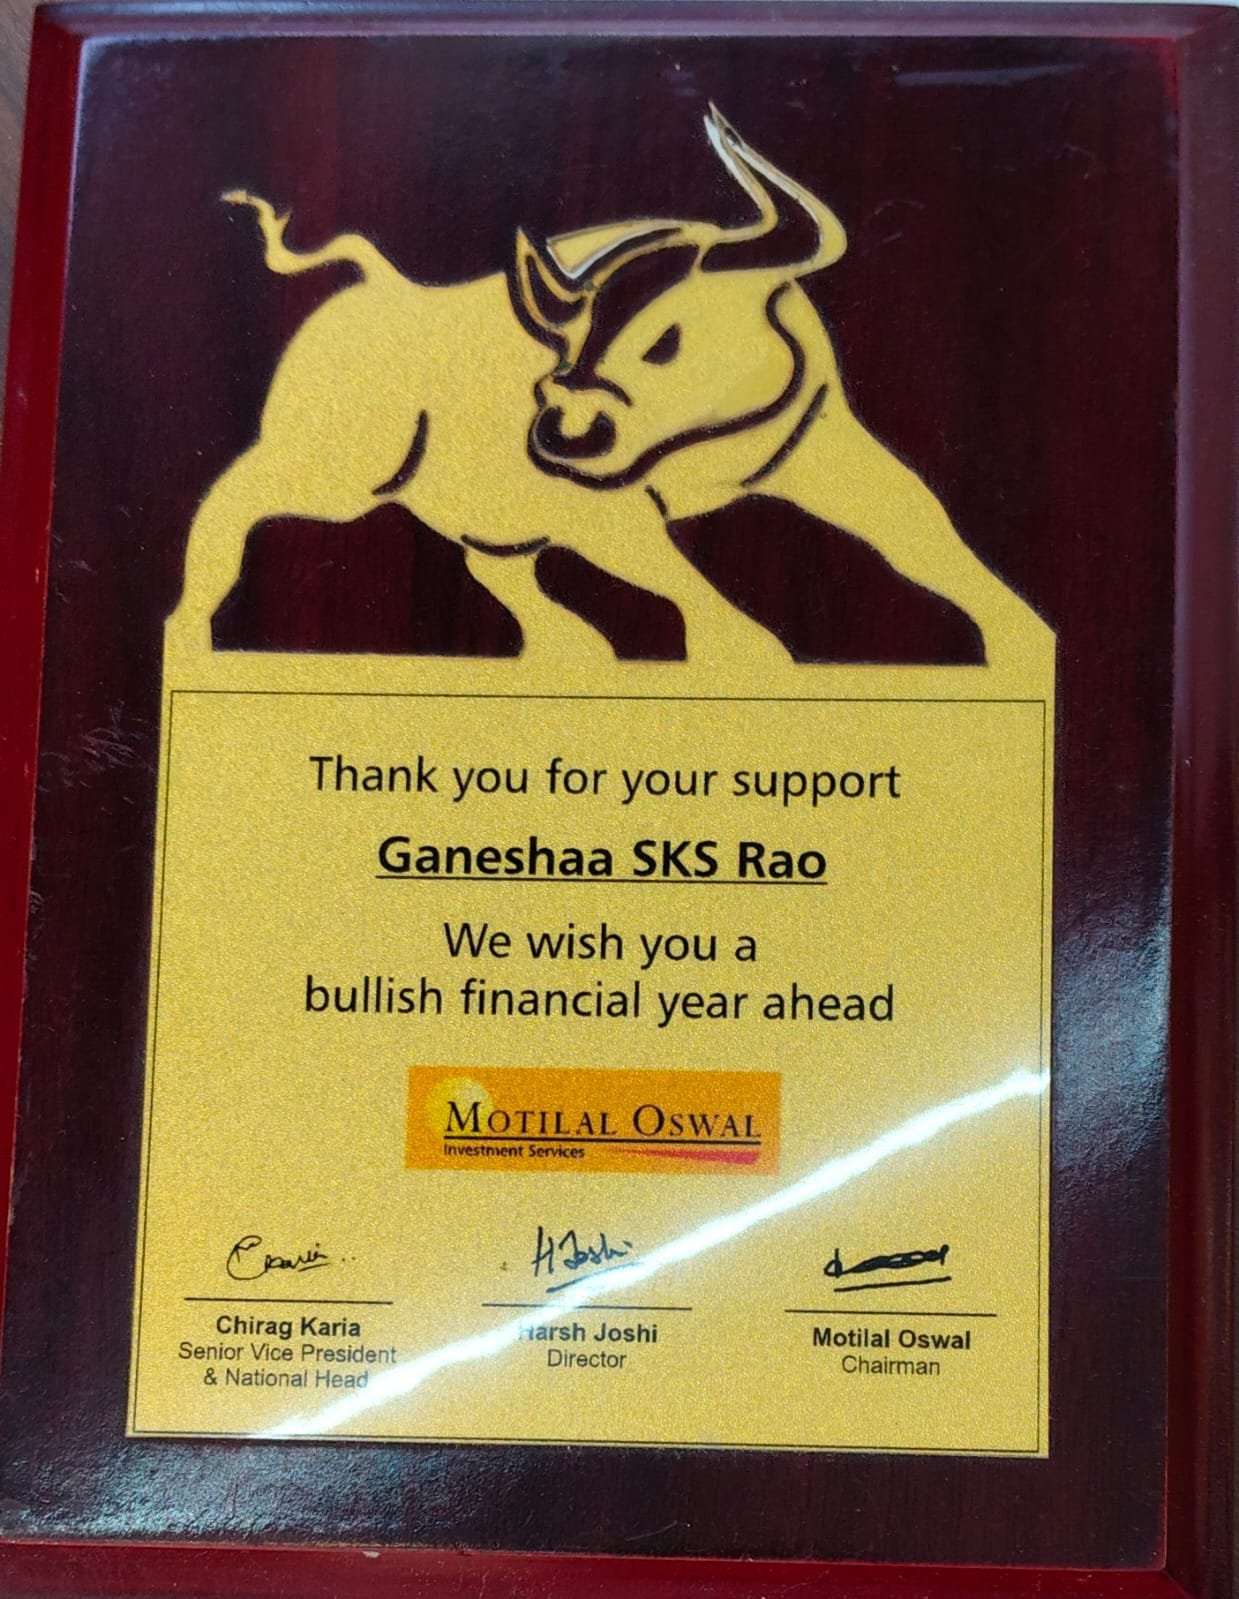 Thank you for your support
Ganeshaa SKS Rao
We wish you a
bullish financial year ahead
MOTILAL OSWAL
Investment Services
H Joshi
Chirag Karia
Senior Vice President
& National Head
Harsh Joshi
Director
Motilal Oswal
Chairman